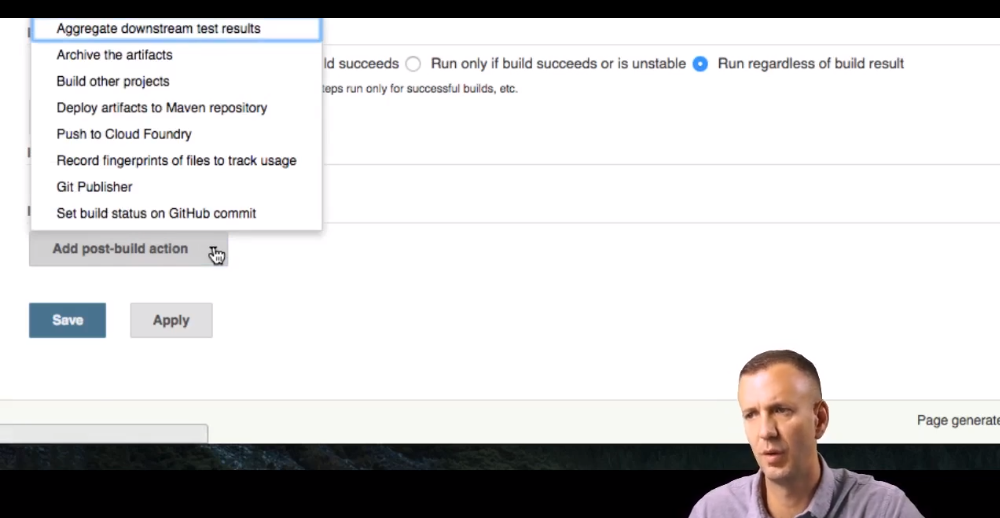 Aggregate downstream test results
Archive the artifacts
ld succeeds Run only if build succeeds or is unstable Run regardless of build result
Build other projects
teps run only for successful builds, etc.
Deploy artifacts to Maven repository
Push to Cloud Foundry
Record fingerprints of files to track usage
Git Publisher
Set build status on GitHub commit
Add post-build action
Save Apply
Page generate